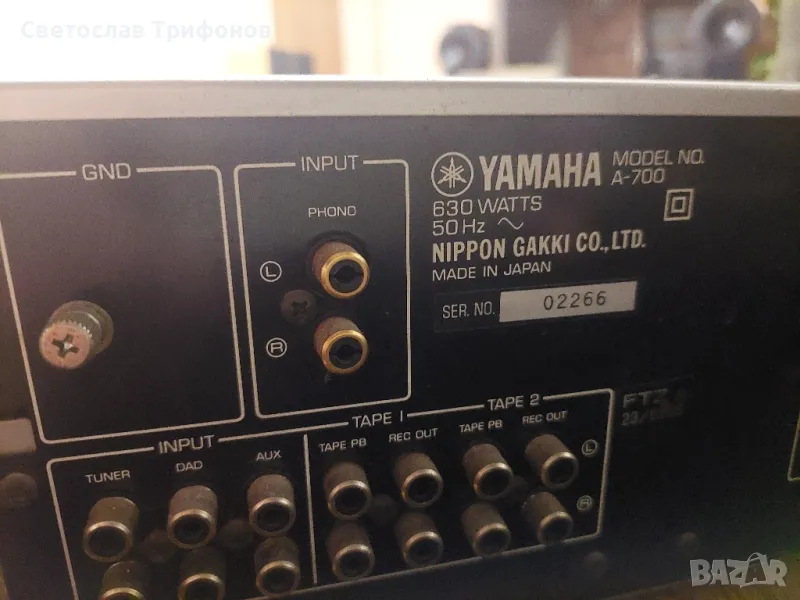 Светослав Трифонов
GND
INPUT
PHONO
L
R
YAMAHA
MODEL NO.
A-700
630 WATTS
50 Hz ~
NIPPON GAKKI CO., LTD.
MADE IN JAPAN
SER. NO. 02266
INPUT
TUNER
DAD
AUX
TAPE 1
TAPE 2
TAPE PB
REC OUT
TAPE PB
REC OUT
L
R
BAZAR